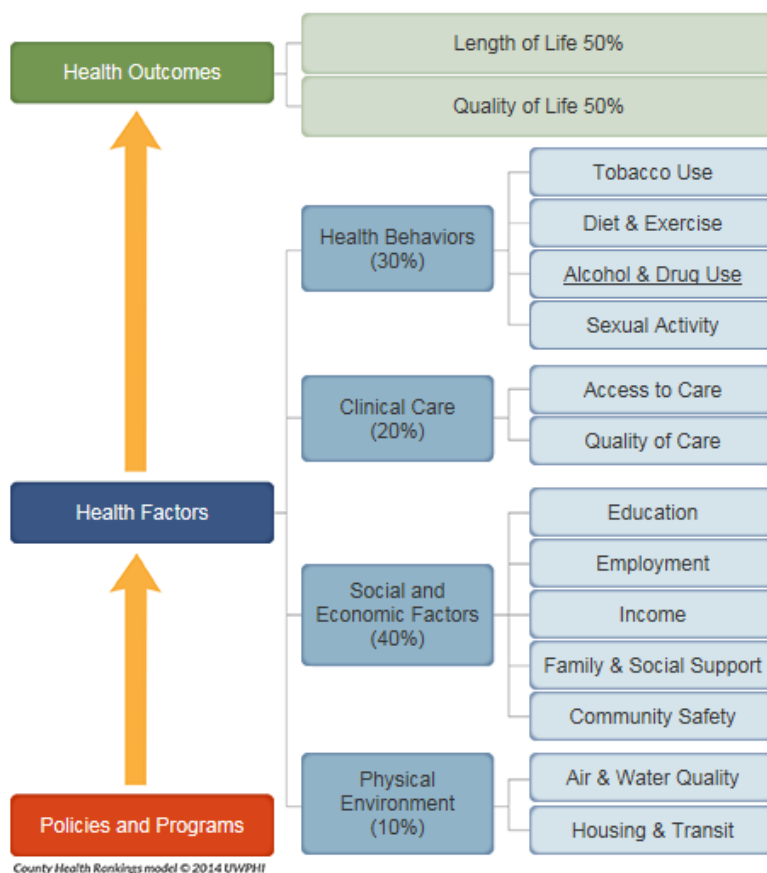 Health Outcomes
Length of Life 50%
Quality of Life 50%
Health Factors
Health Behaviors
(30%)
Tobacco Use
Diet & Exercise
Alcohol & Drug Use
Sexual Activity
Clinical Care
(20%)
Access to Care
Quality of Care
Social and
Economic Factors
(40%)
Education
Employment
Income
Family & Social Support
Community Safety
Physical
Environment
(10%)
Air & Water Quality
Housing & Transit
Policies and Programs
County Health Rankings model © 2014 UWPHI